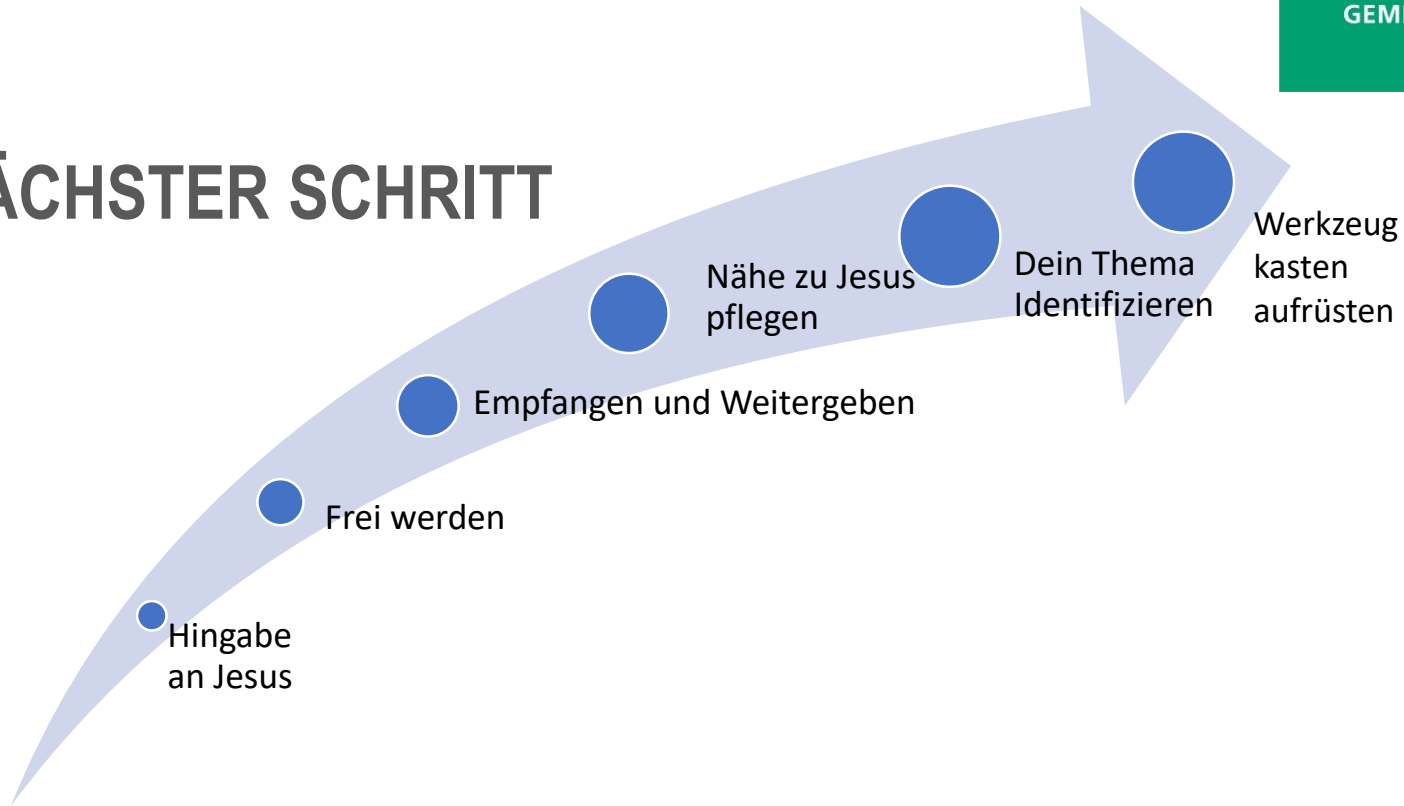 GEM
ÄCHSTER SCHRITT
Werkzeug
kasten
aufrüsten
Dein Thema
Identifizieren
Nähe zu Jesus
pflegen
Empfangen und Weitergeben
Frei werden
Hingabe
an Jesus